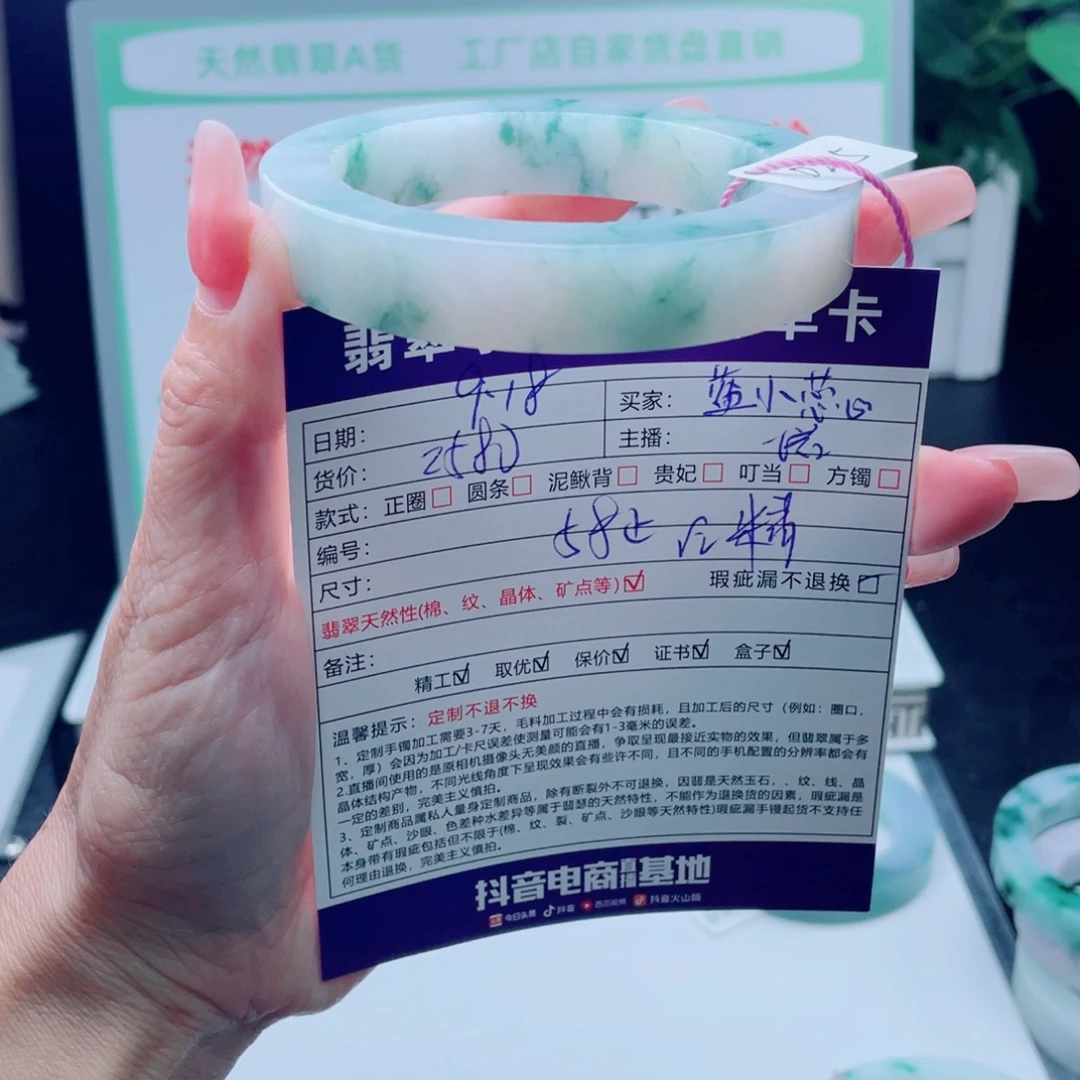 天然翡翠A货 工厂店自家货盘直销
翡翠 单卡
日期： 9.18 买家： 蓝小蕊心
货价： 2580 主播：
款式： 正圈□ 圆条□ 泥鳅背□ 贵妃□ 叮当□ 方镯□
编号： 58正
尺寸：
翡翠天然性(棉、纹、晶体、矿点等)☑ 瑕疵漏不退换□
备注：
精工☑ 取优☑ 保价☑ 证书☑ 盒子☑
温馨提示：定制不退不换
1、定制手镯加工需要3-7天，毛料加工过程中会有损耗，且加工后的尺寸（例如：圈口，
宽，厚）会因为加工/卡尺误差使测量可能会有1-3毫米的误差。
2.直播间使用的是原相机摄像头无美颜的直播，争取呈现最接近实物的效果，但翡翠属于多
晶体结构产物，不同光线角度下呈现效果会有些许不同，且不同的手机配置的分辨率都会有
一定的差别，完美主义慎拍。
3、定制商品属私人量身定制商品，除有断裂外不可退换，因翡是天然玉石，、纹、线、晶
体、矿点、沙眼、色差种水差异等属于翡瑟的天然特性，不能作为退换货的因素，瑕疵漏是
本身带有瑕疵包括但不限于(棉、纹、裂、矿点、沙眼等天然特性)瑕疵漏手镘起货不支持任
何理由退换，完美主义慎拍。
抖音电商直播基地
今日头条 抖音 西瓜视频 抖音火山版